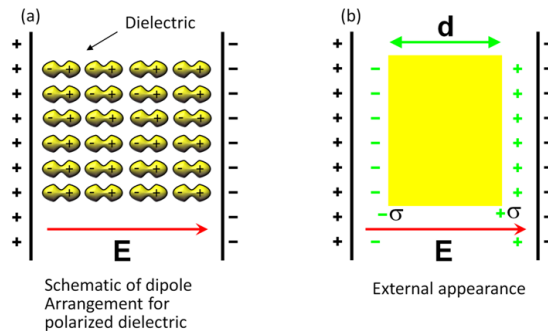 (a)
Dielectric
+ + + + + + + + +
- - - - - - - - -
- + - + - + - +
- + - + - + - +
- + - + - + - +
- + - + - + - +
- + - + - + - +
- + - + - + - +
E
Schematic of dipole
Arrangement for
polarized dielectric
(b)
d
+ + + + + + + + +
- - - - - - - -
+ + + + + + + +
- - - - - - - - -
-σ
+σ
E
External appearance